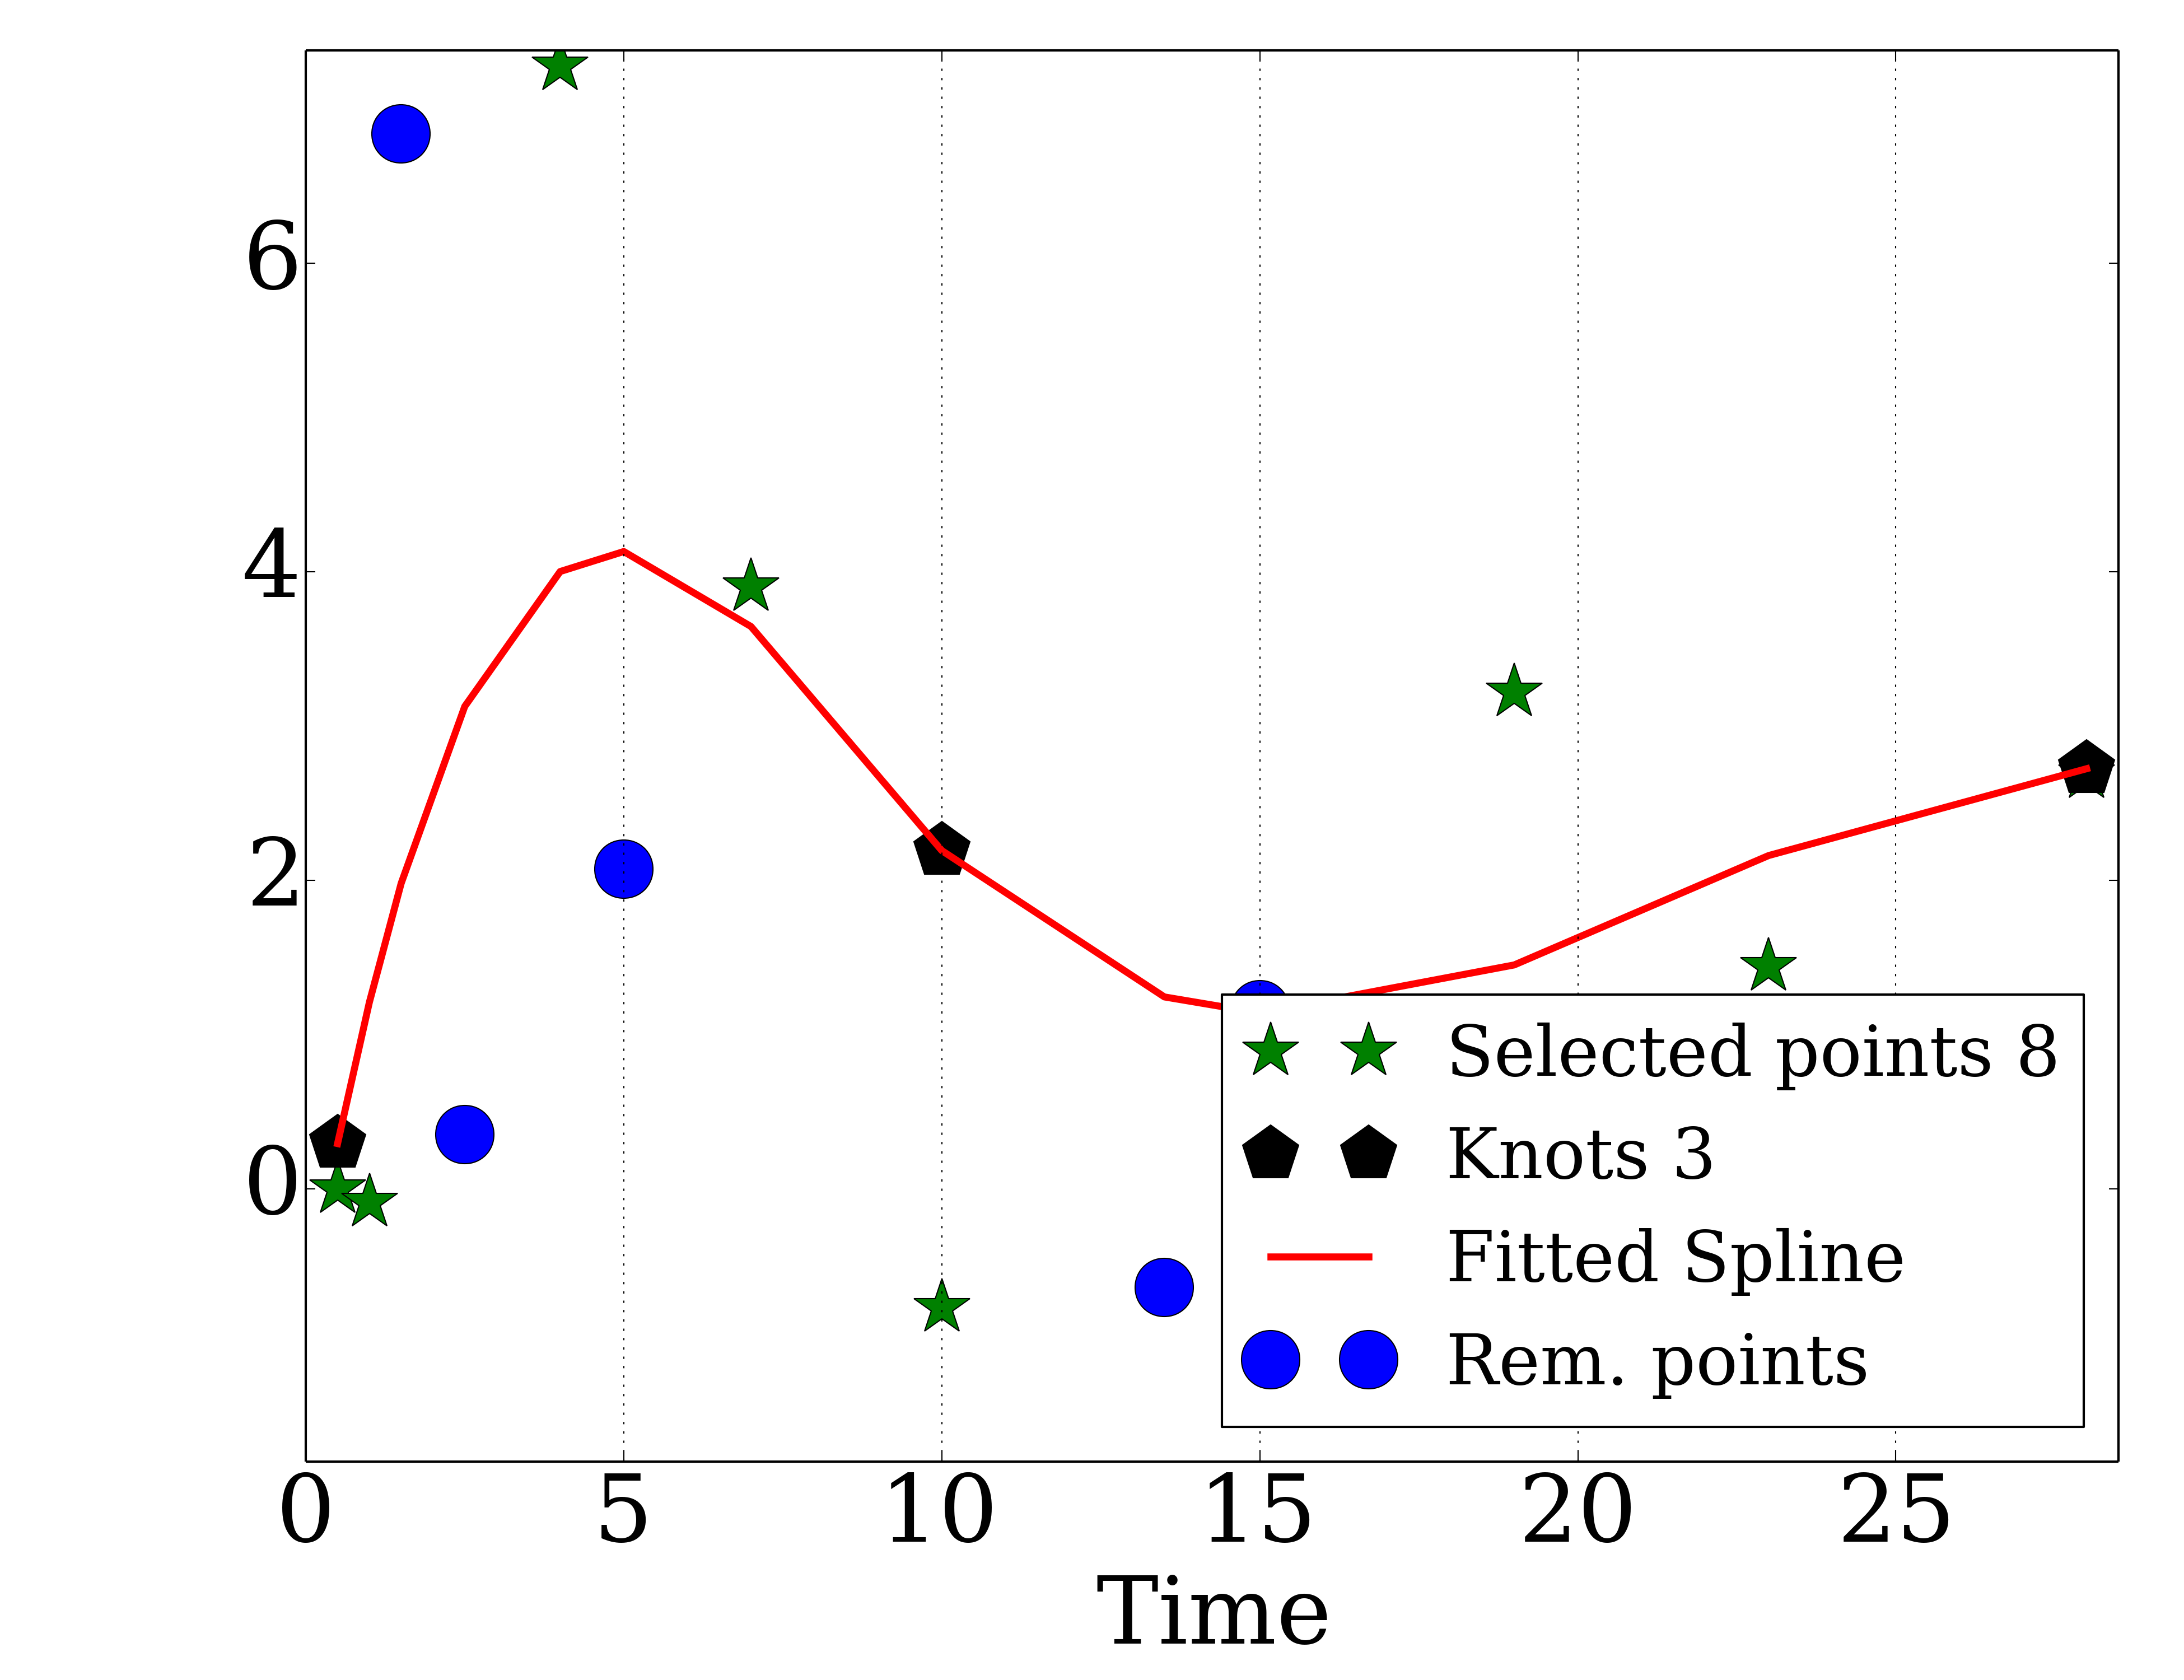 6
4
2
0
Selected points 8
Knots 3
Fitted Spline
Rem. points
0 5 10 15 20 25
Time